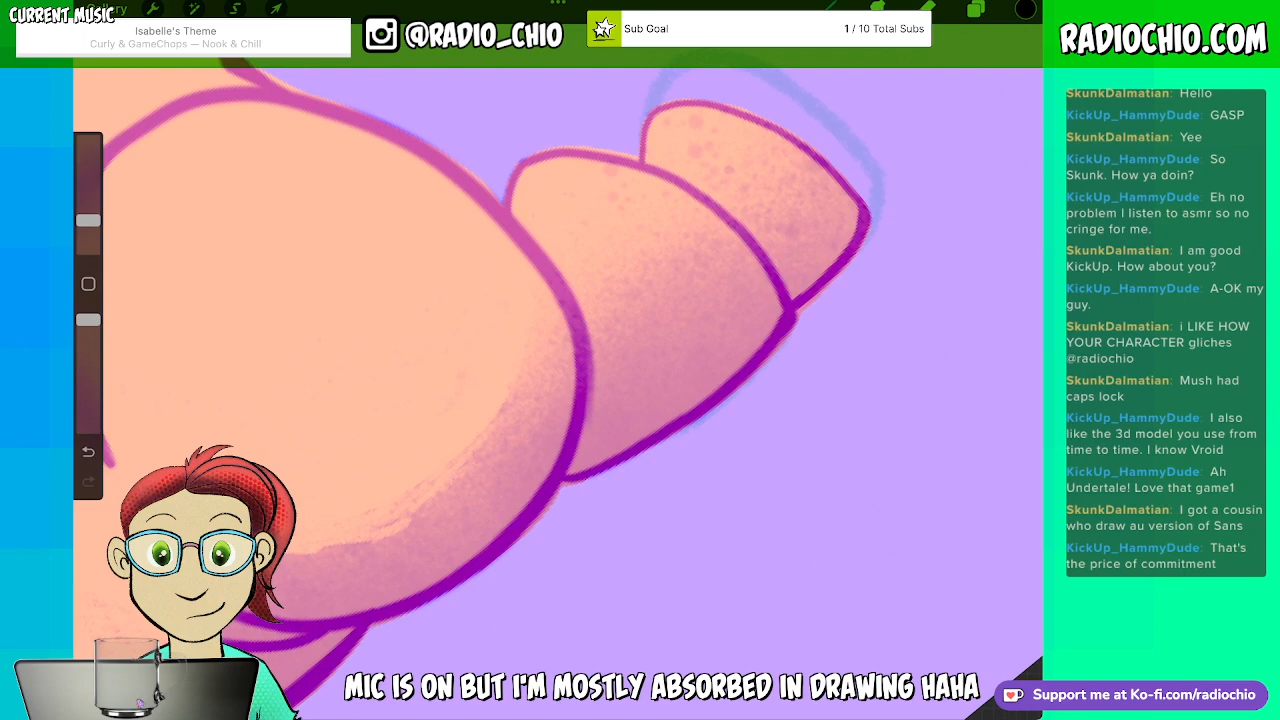 CURRENT MUSIC
Isabelle's Theme
Curly & GameChops — Nook & Chill
@RADIO_CHIO
Sub Goal
1 / 10 Total Subs
RADIOCHIO.COM
SkunkDalmatian: Hello
KickUp_HammyDude: GASP
SkunkDalmatian: Yee
KickUp_HammyDude: So
Skunk. How ya doin?
KickUp_HammyDude: Eh no
problem I listen to asmr so no
cringe for me.
SkunkDalmatian: I am good
KickUp. How about you?
KickUp_HammyDude: A-OK my
guy.
SkunkDalmatian: i LIKE HOW
YOUR CHARACTER gliches
@radiochio
SkunkDalmatian: Mush had
caps lock
KickUp_HammyDude: I also
like the 3d model you use from
time to time. I know Vroid
KickUp_HammyDude: Ah
Undertale! Love that game1
SkunkDalmatian: I got a cousin
who draw au version of Sans
KickUp_HammyDude: That's
the price of commitment
MIC IS ON BUT I'M MOSTLY ABSORBED IN DRAWING HAHA
Support me at Ko-fi.com/radiochio